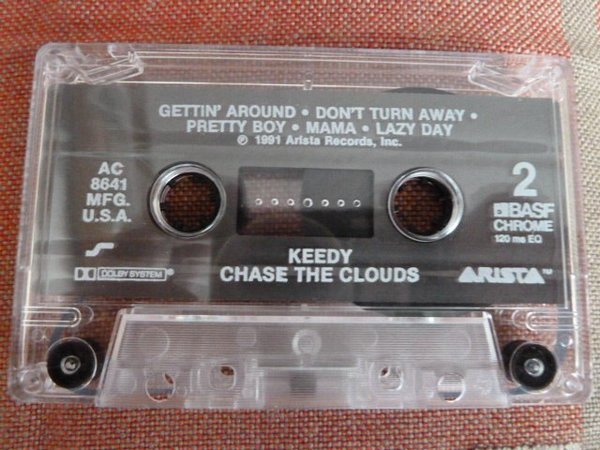 GETTIN' AROUND • DON'T TURN AWAY •
PRETTY BOY • MAMA • LAZY DAY
℗ 1991 Arista Records, Inc.
AC
8641
MFG.
U.S.A.
2
BASF
CHROME
120 ms EQ
DOLBY SYSTEM®
KEEDY
CHASE THE CLOUDS
ARISTA™